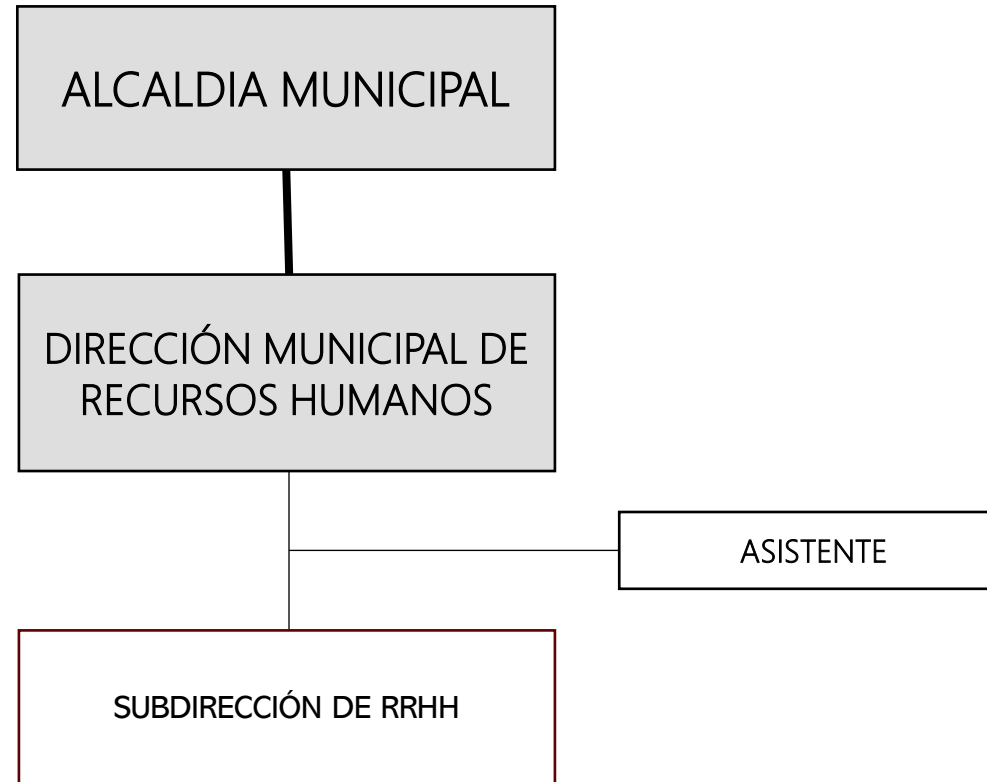 ALCALDIA MUNICIPAL
DIRECCIÓN MUNICIPAL DE
RECURSOS HUMANOS
ASISTENTE
SUBDIRECCIÓN DE RRHH